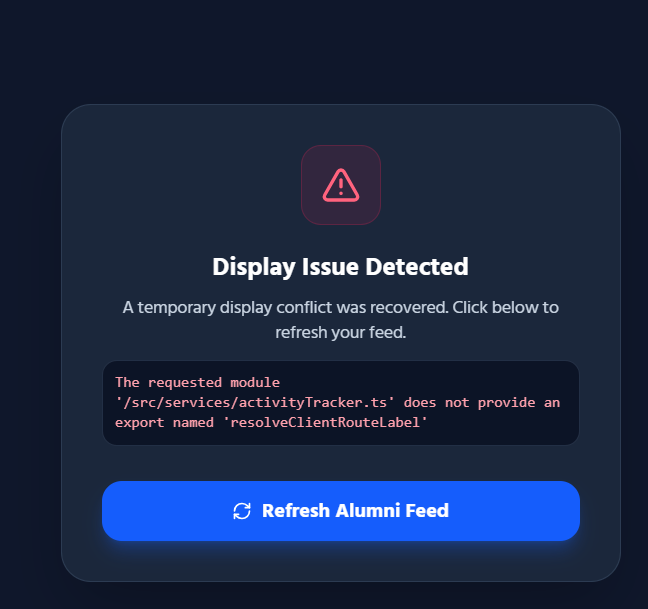 Display Issue Detected
A temporary display conflict was recovered. Click below to
refresh your feed.
The requested module
'/src/services/activityTracker.ts' does not provide an
export named 'resolveClientRouteLabel'
Refresh Alumni Feed